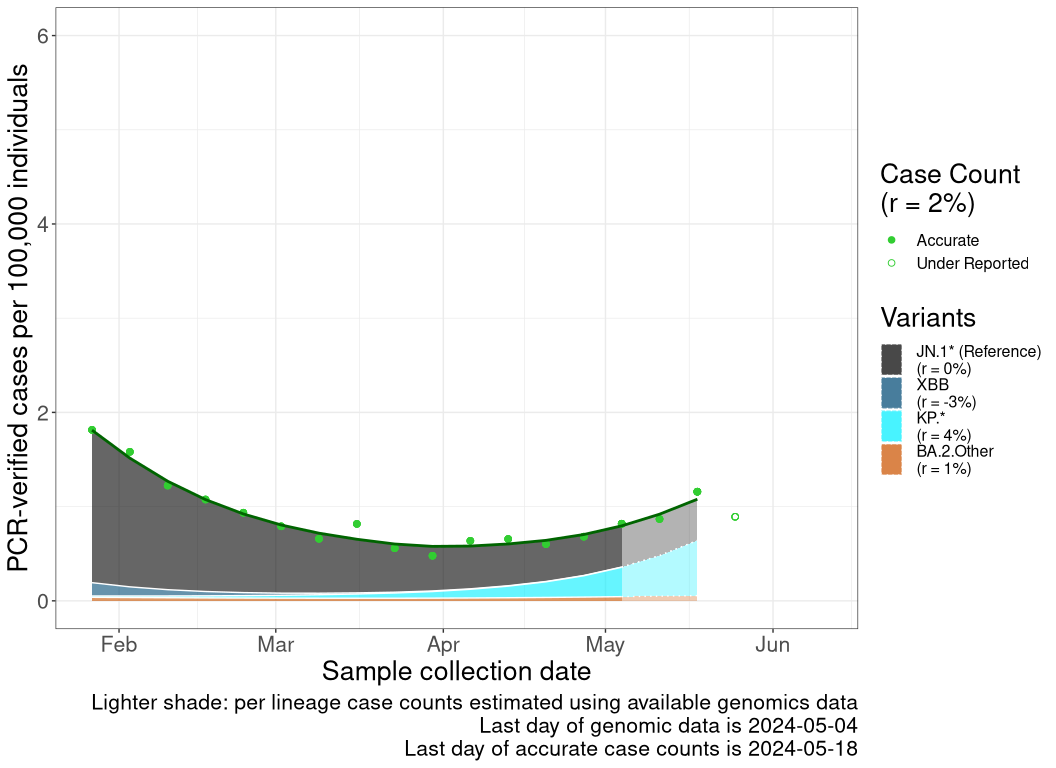 PCR-verified cases per 100,000 individuals
6
4
2
0
Feb
Mar
Apr
May
Jun
Sample collection date
Lighter shade: per lineage case counts estimated using available genomics data
Last day of genomic data is 2024-05-04
Last day of accurate case counts is 2024-05-18
Case Count
(r = 2%)
Accurate
Under Reported
Variants
JN.1* (Reference)
(r = 0%)
XBB
(r = -3%)
KP.*
(r = 4%)
BA.2.Other
(r = 1%)